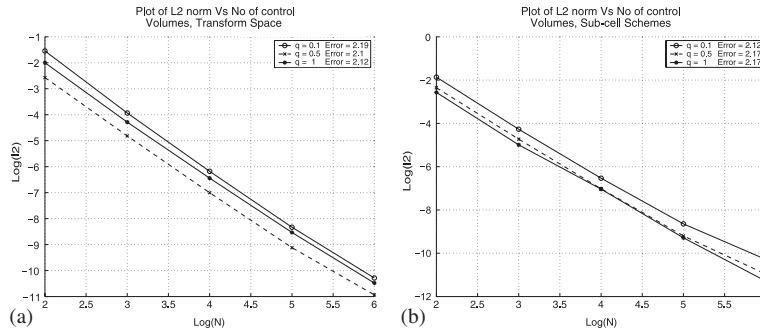 Plot of L2 norm Vs No of control
Volumes, Transform Space
q = 0.1 Error = 2.19
q = 0.5 Error = 2.1
q = 1 Error = 2.12
-1
-2
-3
-4
-5
-6
-7
-8
-9
-10
-11
Log(l2)
2
2.5
3
3.5
4
4.5
5
5.5
6
Log(N)
(a)
Plot of L2 norm Vs No of control
Volumes, Sub-cell Schemes
q = 0.1 Error = 2.12
q = 0.5 Error = 2.17
q = 1 Error = 2.17
0
-2
-4
-6
-8
-10
-12
Log(l2)
2
2.5
3
3.5
4
4.5
5
5.5
Log(N)
(b)